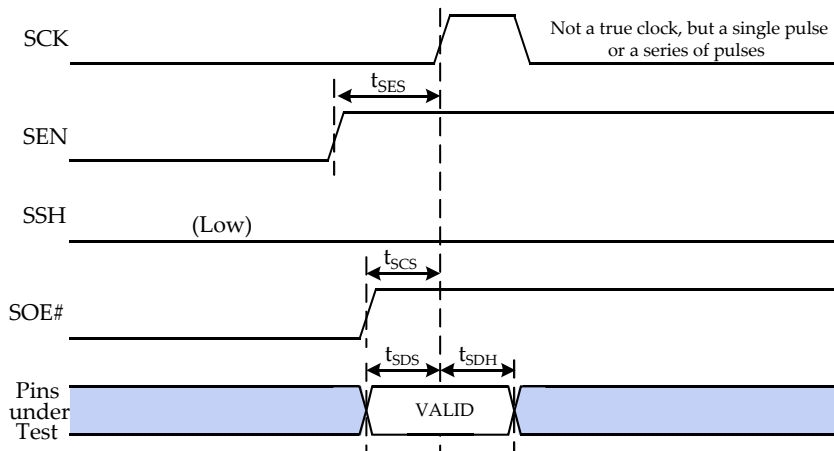 SCK
Not a true clock, but a single pulse
or a series of pulses
tSES
SEN
SSH
(Low)
tSCS
SOE#
tSDS
tSDH
Pins
under
Test
VALID